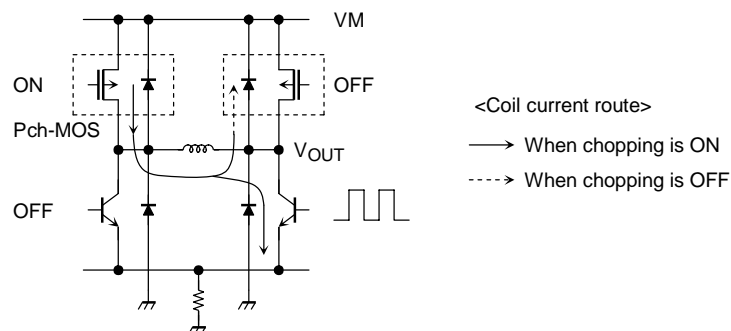 VM
ON
OFF
Pch-MOS
<Coil current route>
When chopping is ON
When chopping is OFF
VOUT
OFF